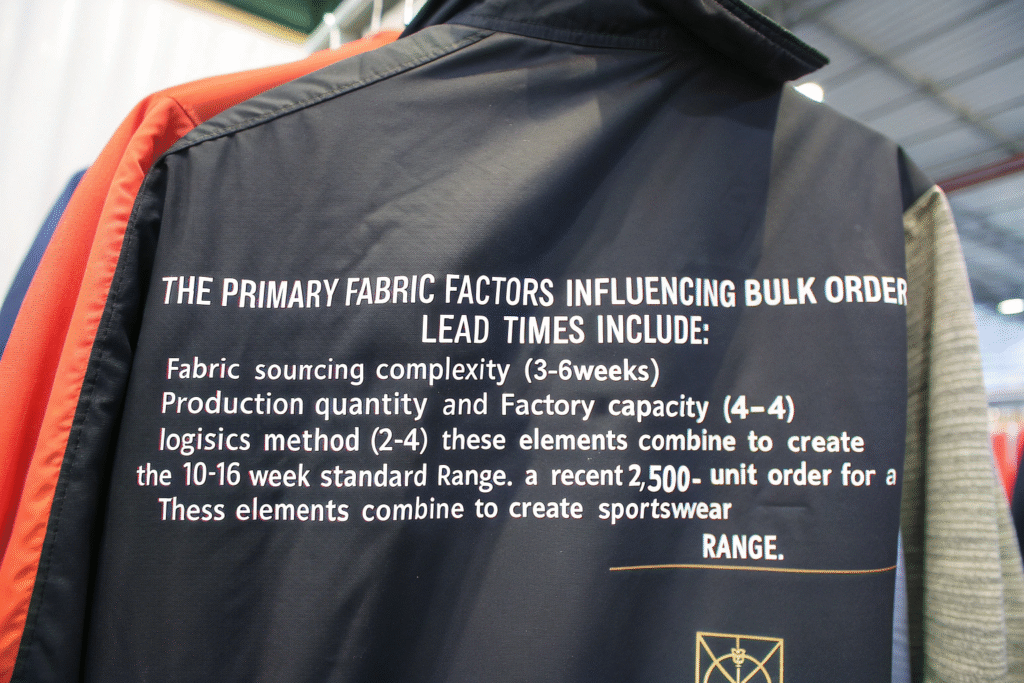 THE PRIMARY FABRIC FACTORS INFLUENCING BULK ORDER
LEAD TIMES INCLUDE:
Fabric sourcing complexity (3-6weeks)
Production quantity and Factory capacity (4-4)
logisics method (2-4) these elements combine to create
the 10-16 week standard Range. a recent 2,500- unit order for a
Thess elements combine to create sportswear
RANGE.